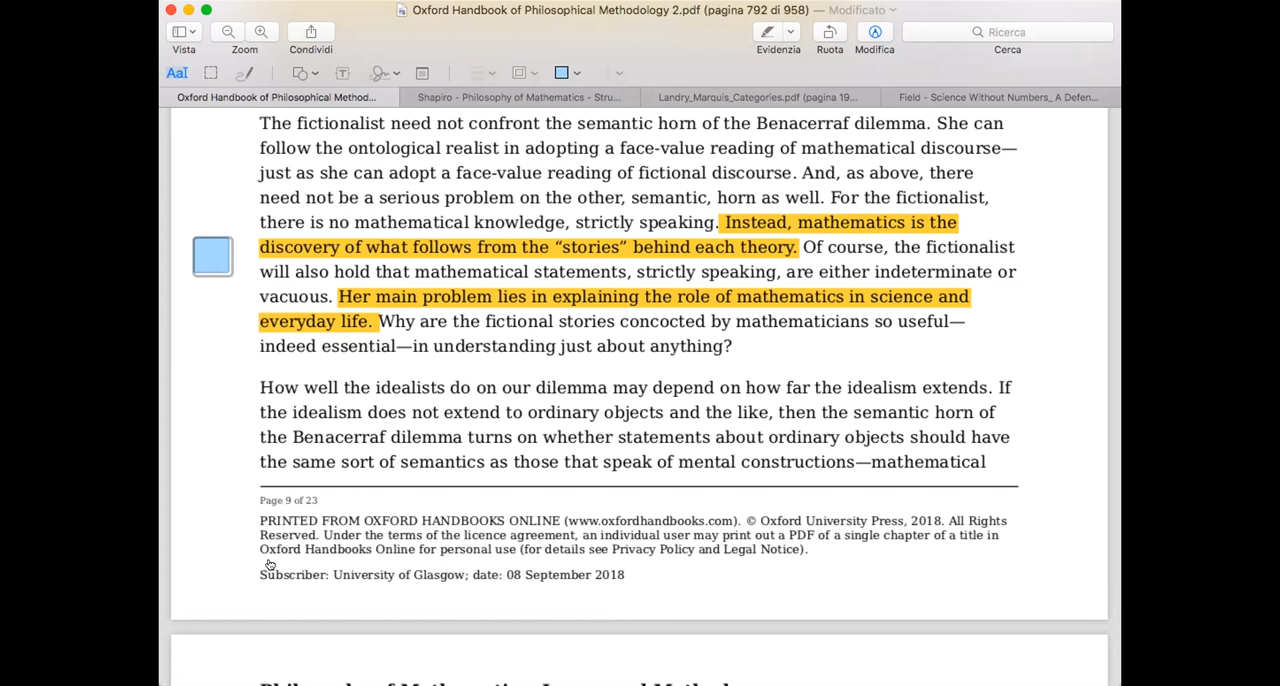 Oxford Handbook of Philosophical Methodology 2.pdf (pagina 792 di 958) — Modificato
Vista
Zoom
Condividi
Evidenzia
Ruota
Modifica
Ricerca
Cerca
AaI
T
Oxford Handbook of Philosophical Method...
Shapiro - Philosophy of Mathematics - Stru...
Landry_Marquis_Categories.pdf (pagina 19...
Field - Science Without Numbers_ A Defen...
The fictionalist need not confront the semantic horn of the Benacerraf dilemma. She can
follow the ontological realist in adopting a face-value reading of mathematical discourse—
just as she can adopt a face-value reading of fictional discourse. And, as above, there
need not be a serious problem on the other, semantic, horn as well. For the fictionalist,
there is no mathematical knowledge, strictly speaking. Instead, mathematics is the
discovery of what follows from the “stories” behind each theory. Of course, the fictionalist
will also hold that mathematical statements, strictly speaking, are either indeterminate or
vacuous. Her main problem lies in explaining the role of mathematics in science and
everyday life. Why are the fictional stories concocted by mathematicians so useful—
indeed essential—in understanding just about anything?
How well the idealists do on our dilemma may depend on how far the idealism extends. If
the idealism does not extend to ordinary objects and the like, then the semantic horn of
the Benacerraf dilemma turns on whether statements about ordinary objects should have
the same sort of semantics as those that speak of mental constructions—mathematical
Page 9 of 23
PRINTED FROM OXFORD HANDBOOKS ONLINE (www.oxfordhandbooks.com). © Oxford University Press, 2018. All Rights
Reserved. Under the terms of the licence agreement, an individual user may print out a PDF of a single chapter of a title in
Oxford Handbooks Online for personal use (for details see Privacy Policy and Legal Notice).
Subscriber: University of Glasgow; date: 08 September 2018